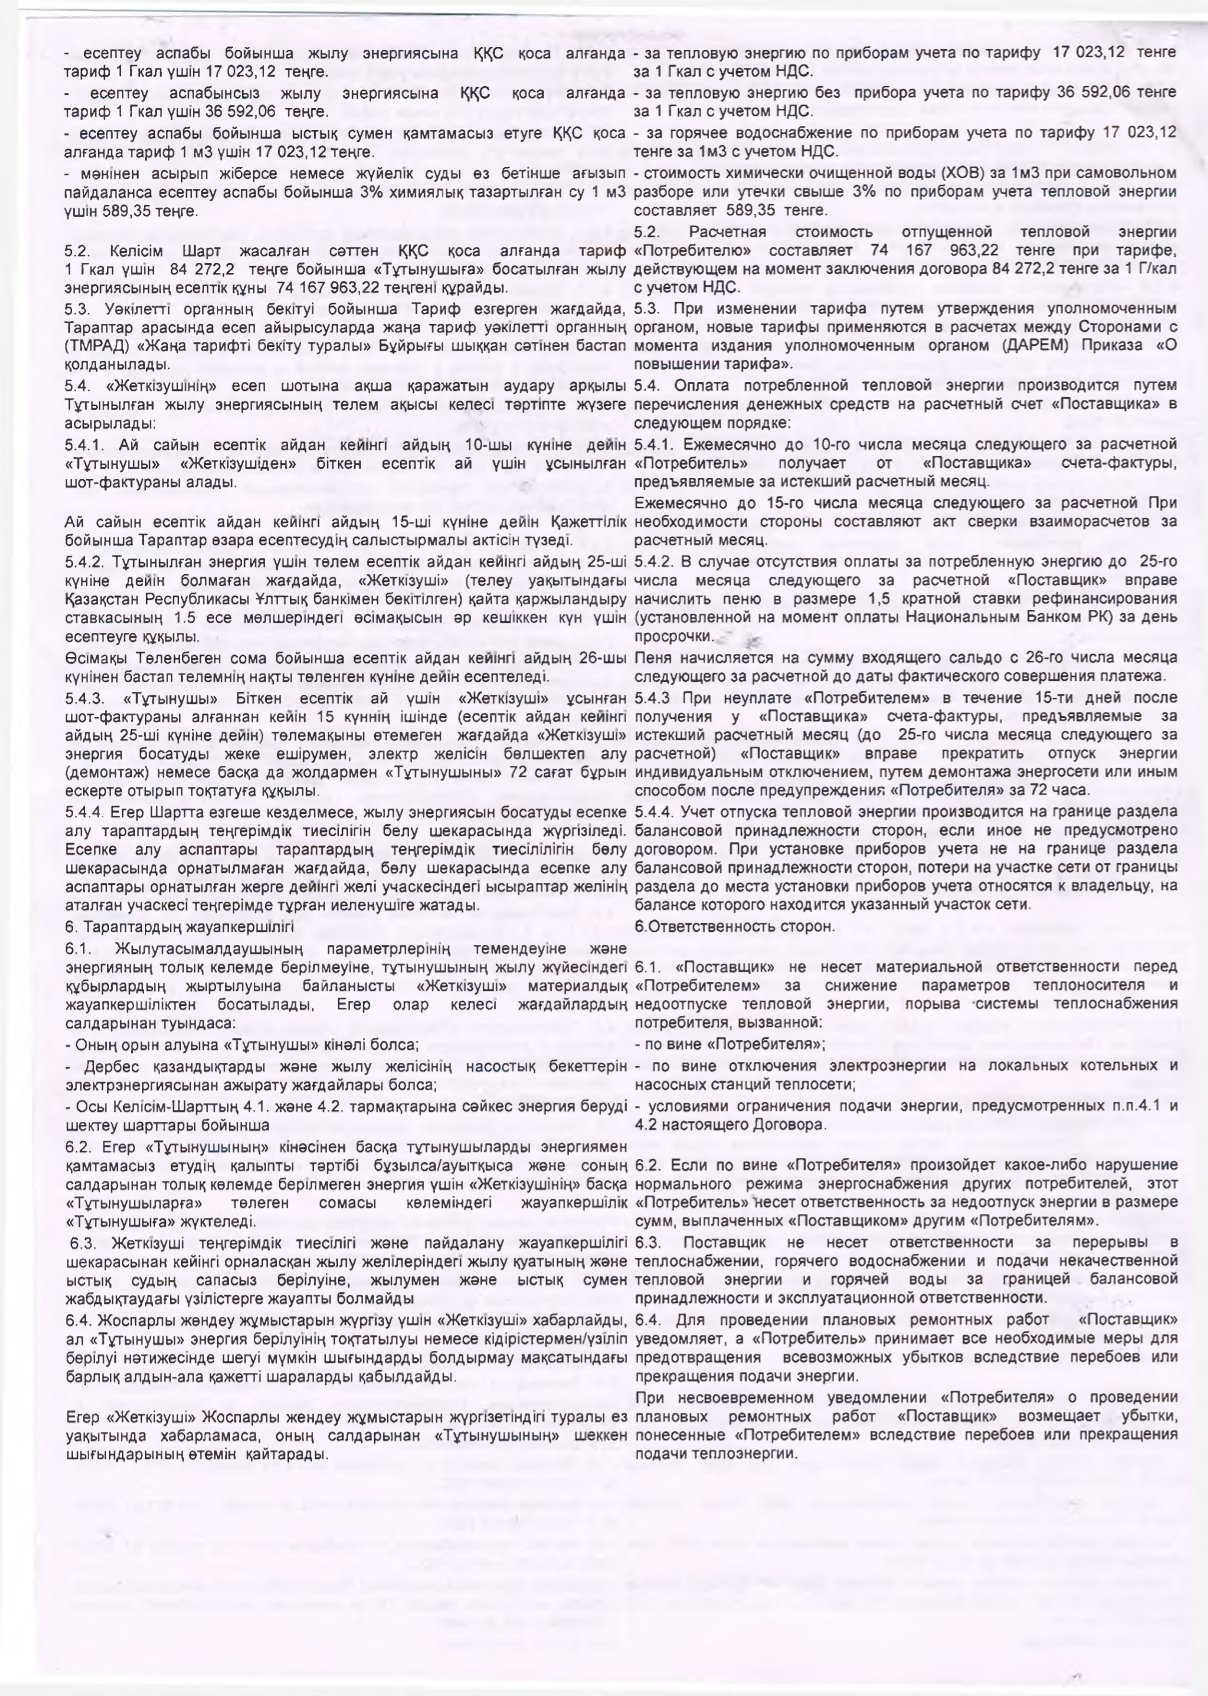 - есептеу аспабы бойынша жылу энергиясына ҚҚС қоса алғанда
тариф 1 Гкал үшін 17 023,12 теңге.
- есептеу аспабынсыз жылу энергиясына ҚҚС қоса алғанда
тариф 1 Гкал үшін 36 592,06 теңге.
- есептеу аспабы бойынша ыстық сумен қамтамасыз етуге ҚҚС қоса
алғанда тариф 1 м3 үшін 17 023,12 теңге.
- мәнінен асырып жіберсе немесе жүйелік суды өз бетінше ағызып
пайдаланса есептеу аспабы бойынша 3% химиялық тазартылған су 1 м3
үшін 589,35 теңге.
5.2. Келісім Шарт жасалған сәттен ҚҚС қоса алғанда тариф
1 Гкал үшін 84 272,2 теңге бойынша «Тұтынушыға» босатылған жылу
энергиясының есептік құны 74 167 963,22 теңгені құрайды.
5.3. Уәкілетті органның бекітуі бойынша Тариф езгерген жағдайда,
Тараптар арасында есеп айырысуларда жаңа тариф уәкілетті органның
(ТМРАД) «Жаңа тарифті бекіту туралы» Бұйрығы шыққан сәтінен бастап
қолданылады.
5.4. «Жеткізушінің» есеп шотына ақша қаражатын аудару арқылы
Тұтынылған жылу энергиясының телем ақысы келесі тәртіпте жүзеге
асырылады:
5.4.1. Ай сайын есептік айдан кейінгі айдың 10-шы күніне дейін
«Тұтынушы» «Жеткізушіден» біткен есептік ай үшін ұсынылған
шот-фактураны алады.
Ай сайын есептік айдан кейінгі айдың 15-ші күніне дейін Қажеттілік
бойынша Тараптар өзара есептесудің салыстырмалы актісін түзеді.
5.4.2. Тұтынылған энергия үшін төлем есептік айдан кейінгі айдың 25-ші
күніне дейін болмаған жағдайда, «Жеткізуші» (телеу уақытындағы
Қазақстан Республикасы Ұлттық банкімен бекітілген) қайта қаржыландыру
ставкасының 1.5 есе мөлшеріндегі өсімақысын әр кешіккен күн үшін
есептеуге құқылы.
Өсімақы Төленбеген сома бойынша есептік айдан кейінгі айдың 26-шы
күнінен бастап телемнің нақты төленген күніне дейін есептеледі.
5.4.3. «Тұтынушы» Біткен есептік ай үшін «Жеткізуші» ұсынған
шот-фактураны алғаннан кейін 15 күннің ішінде (есептік айдан кейінгі
айдың 25-ші күніне дейін) төлемақыны өтемеген жағдайда «Жеткізуші»
энергия босатуды жеке ешірумен, электр желісін бөлшектеп алу
(демонтаж) немесе басқа да жолдармен «Тұтынушыны» 72 сағат бұрын
ескерте отырып тоқтатуға құқылы.
5.4.4. Егер Шартта езгеше кезделмесе, жылу энергиясын босатуды есепке
алу тараптардың теңгерімдік тиесілігін белу шекарасында жүргізіледі.
Есепке алу аспаптары тараптардың теңгерімдік тиесілілігін бөлу
шекарасында орнатылмаған жағдайда, бөлу шекарасында есепке алу
аспаптары орнатылған жерге дейінгі желі учаскесіндегі ысыраптар желінің
аталған учаскесі теңгерімде тұрған иеленушіге жатады.
6. Тараптардың жауапкершілігі
6.1. Жылутасымалдаушының параметрлерінің темендеуіне және
энергияның толық келемде берілмеуіне, тұтынушының жылу жүйесіндегі
құбырлардың жыртылуына байланысты «Жеткізуші» материалдық
жауапкершіліктен босатылады, Егер олар келесі жағдайлардың
салдарынан туындаса:
- Оның орын алуына «Тұтынушы» кінәлі болса;
- Дербес қазандықтарды және жылу желісінің насостық бекеттерін
электрэнергиясынан ажырату жағдайлары болса;
- Осы Келісім-Шарттың 4.1. және 4.2. тармақтарына сәйкес энергия беруді
шектеу шарттары бойынша
6.2. Егер «Тұтынушының» кінәсінен басқа тұтынушыларды энергиямен
қамтамасыз етудің қалыпты тәртібі бұзылса/ауытқыса және соның
салдарынан толық көлемде берілмеген энергия үшін «Жеткізушінің» басқа
«Тұтынушыларға» төлеген сомасы көлеміндегі жауапкершілік
«Тұтынушыға» жүктеледі.
6.3. Жеткізуші теңгерімдік тиесілігі және пайдалану жауапкершілігі
шекарасынан кейінгі орналасқан жылу желілеріндегі жылу қуатының және
ыстық судың сапасыз берілуіне, жылумен және ыстық сумен
жабдықтаудағы үзілістерге жауапты болмайды
6.4. Жоспарлы жөндеу жұмыстарын жүргізу үшін «Жеткізуші» хабарлайды,
ал «Тұтынушы» энергия берілуінің тоқтатылуы немесе кідірістермен/үзіліп
берілуі нәтижесінде шегуі мүмкін шығындарды болдырмау мақсатындағы
барлық алдын-ала қажетті шараларды қабылдайды.
Егер «Жеткізуші» Жоспарлы жендеу жұмыстарын жүргізетіндігі туралы ез
уақытында хабарламаса, оның салдарынан «Тұтынушының» шеккен
шығындарының өтемін қайтарады.
- за тепловую энергию по приборам учета по тарифу 17 023,12 тенге
за 1 Гкал с учетом НДС.
- за тепловую энергию без прибора учета по тарифу 36 592,06 тенге
за 1 Гкал с учетом НДС.
- за горячее водоснабжение по приборам учета по тарифу 17 023,12
тенге за 1м3 с учетом НДС.
- стоимость химически очищенной воды (ХОВ) за 1м3 при самовольном
разборе или утечки свыше 3% по приборам учета тепловой энергии
составляет 589,35 тенге.
5.2. Расчетная стоимость отпущенной тепловой энергии
«Потребителю» составляет 74 167 963,22 тенге при тарифе,
действующем на момент заключения договора 84 272,2 тенге за 1 Г/кал
с учетом НДС.
5.3. При изменении тарифа путем утверждения уполномоченным
органом, новые тарифы применяются в расчетах между Сторонами с
момента издания уполномоченным органом (ДАРЕМ) Приказа «О
повышении тарифа».
5.4. Оплата потребленной тепловой энергии производится путем
перечисления денежных средств на расчетный счет «Поставщика» в
следующем порядке:
5.4.1. Ежемесячно до 10-го числа месяца следующего за расчетной
«Потребитель» получает от «Поставщика» счета-фактуры,
предъявляемые за истекший расчетный месяц.
Ежемесячно до 15-го числа месяца следующего за расчетной При
необходимости стороны составляют акт сверки взаиморасчетов за
расчетный месяц.
5.4.2. В случае отсутствия оплаты за потребленную энергию до 25-го
числа месяца следующего за расчетной «Поставщик» вправе
начислить пеню в размере 1,5 кратной ставки рефинансирования
(установленной на момент оплаты Национальным Банком РК) за день
просрочки.
Пеня начисляется на сумму входящего сальдо с 26-го числа месяца
следующего за расчетной до даты фактического совершения платежа.
5.4.3 При неуплате «Потребителем» в течение 15-ти дней после
получения у «Поставщика» счета-фактуры, предъявляемые за
истекший расчетный месяц (до 25-го числа месяца следующего за
расчетной) «Поставщик» вправе прекратить отпуск энергии
индивидуальным отключением, путем демонтажа энергосети или иным
способом после предупреждения «Потребителя» за 72 часа.
5.4.4. Учет отпуска тепловой энергии производится на границе раздела
балансовой принадлежности сторон, если иное не предусмотрено
договором. При установке приборов учета не на границе раздела
балансовой принадлежности сторон, потери на участке сети от границы
раздела до места установки приборов учета относятся к владельцу, на
балансе которого находится указанный участок сети.
6.Ответственность сторон.
6.1. «Поставщик» не несет материальной ответственности перед
«Потребителем» за снижение параметров теплоносителя и
недоотпуске тепловой энергии, порыва системы теплоснабжения
потребителя, вызванной:
- по вине «Потребителя»;
- по вине отключения электроэнергии на локальных котельных и
насосных станций теплосети;
- условиями ограничения подачи энергии, предусмотренных п.п.4.1 и
4.2 настоящего Договора.
6.2. Если по вине «Потребителя» произойдет какое-либо нарушение
нормального режима энергоснабжения других потребителей, этот
«Потребитель» несет ответственность за недоотпуск энергии в размере
сумм, выплаченных «Поставщиком» другим «Потребителям».
6.3. Поставщик не несет ответственности за перерывы в
теплоснабжении, горячего водоснабжении и подачи некачественной
тепловой энергии и горячей воды за границей балансовой
принадлежности и эксплуатационной ответственности.
6.4. Для проведении плановых ремонтных работ «Поставщик»
уведомляет, а «Потребитель» принимает все необходимые меры для
предотвращения всевозможных убытков вследствие перебоев или
прекращения подачи энергии.
При несвоевременном уведомлении «Потребителя» о проведении
плановых ремонтных работ «Поставщик» возмещает убытки,
понесенные «Потребителем» вследствие перебоев или прекращения
подачи теплоэнергии.